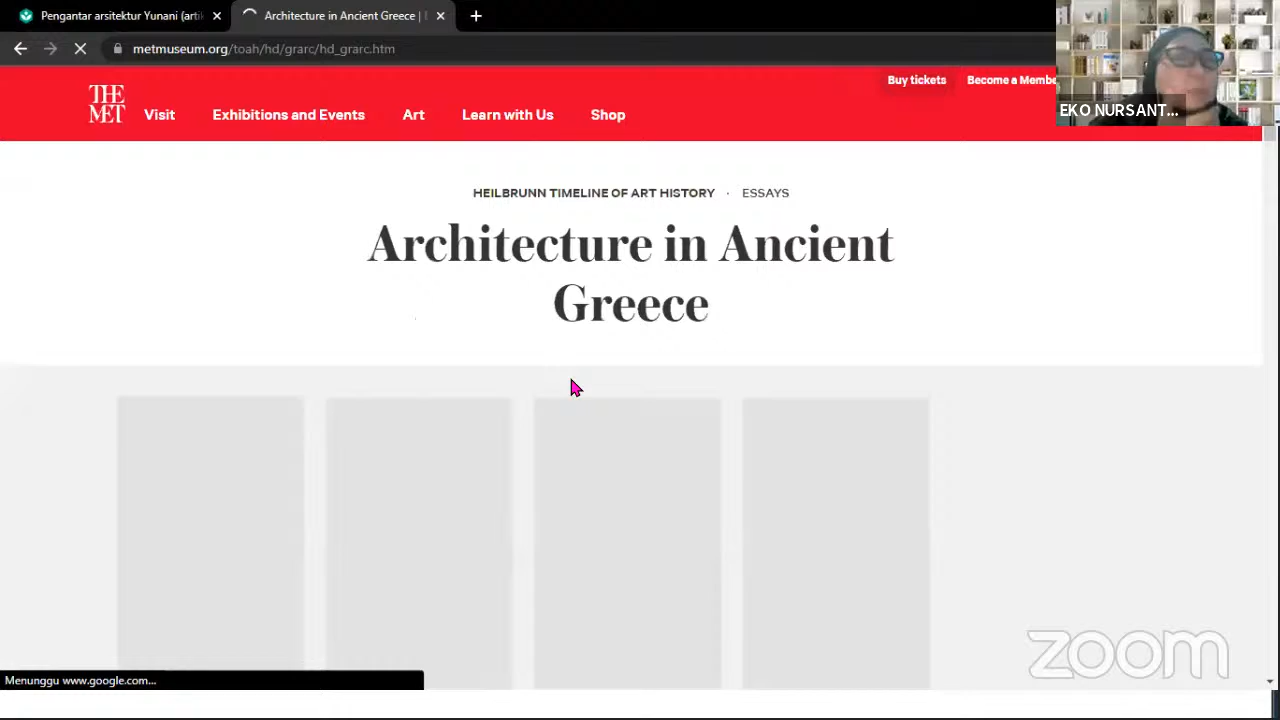 Pengantar arsitektur Yunani (arti
Architecture in Ancient Greece |
metmuseum.org/toah/hd/grarc/hd_grarc.htm
Buy tickets
Become a Membe
EKO NURSANT...
THE
MET
Visit
Exhibitions and Events
Art
Learn with Us
Shop
HEILBRUNN TIMELINE OF ART HISTORY · ESSAYS
Architecture in Ancient
Greece
zoom
Menunggu www.google.com...